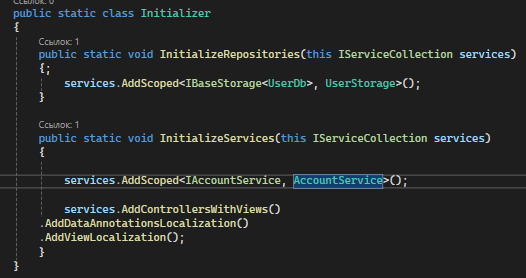 Ссылок: 0
public static class Initializer
{
Ссылок: 1
public static void InitializeRepositories(this IServiceCollection services)
{;
services.AddScoped<IBaseStorage<UserDb>, UserStorage>();
}
Ссылок: 1
public static void InitializeServices(this IServiceCollection services)
{
services.AddScoped<IAccountService, AccountService>();
services.AddControllersWithViews()
.AddDataAnnotationsLocalization()
.AddViewLocalization();
}
}